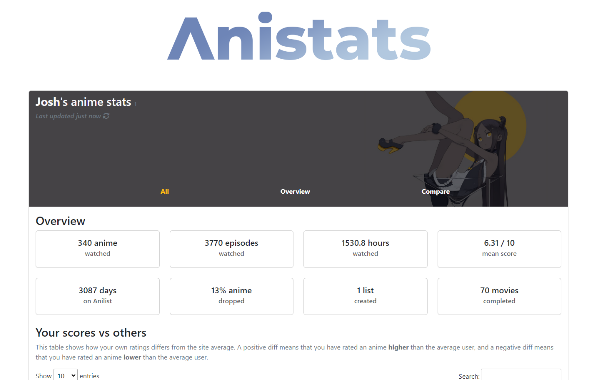 Anistats
Josh's anime stats
Last updated just now
All
Overview
Compare
Overview
340 anime
watched
3770 episodes
watched
1530.8 hours
watched
6.31 / 10
mean score
3087 days
on Anilist
13% anime
dropped
1 list
created
70 movies
completed
Your scores vs others
This table shows how your own ratings differs from the site average. A positive diff means that you have rated an anime higher than the average user, and a negative diff means
that you have rated an anime lower than the average user.
Show 10 entries
Search: